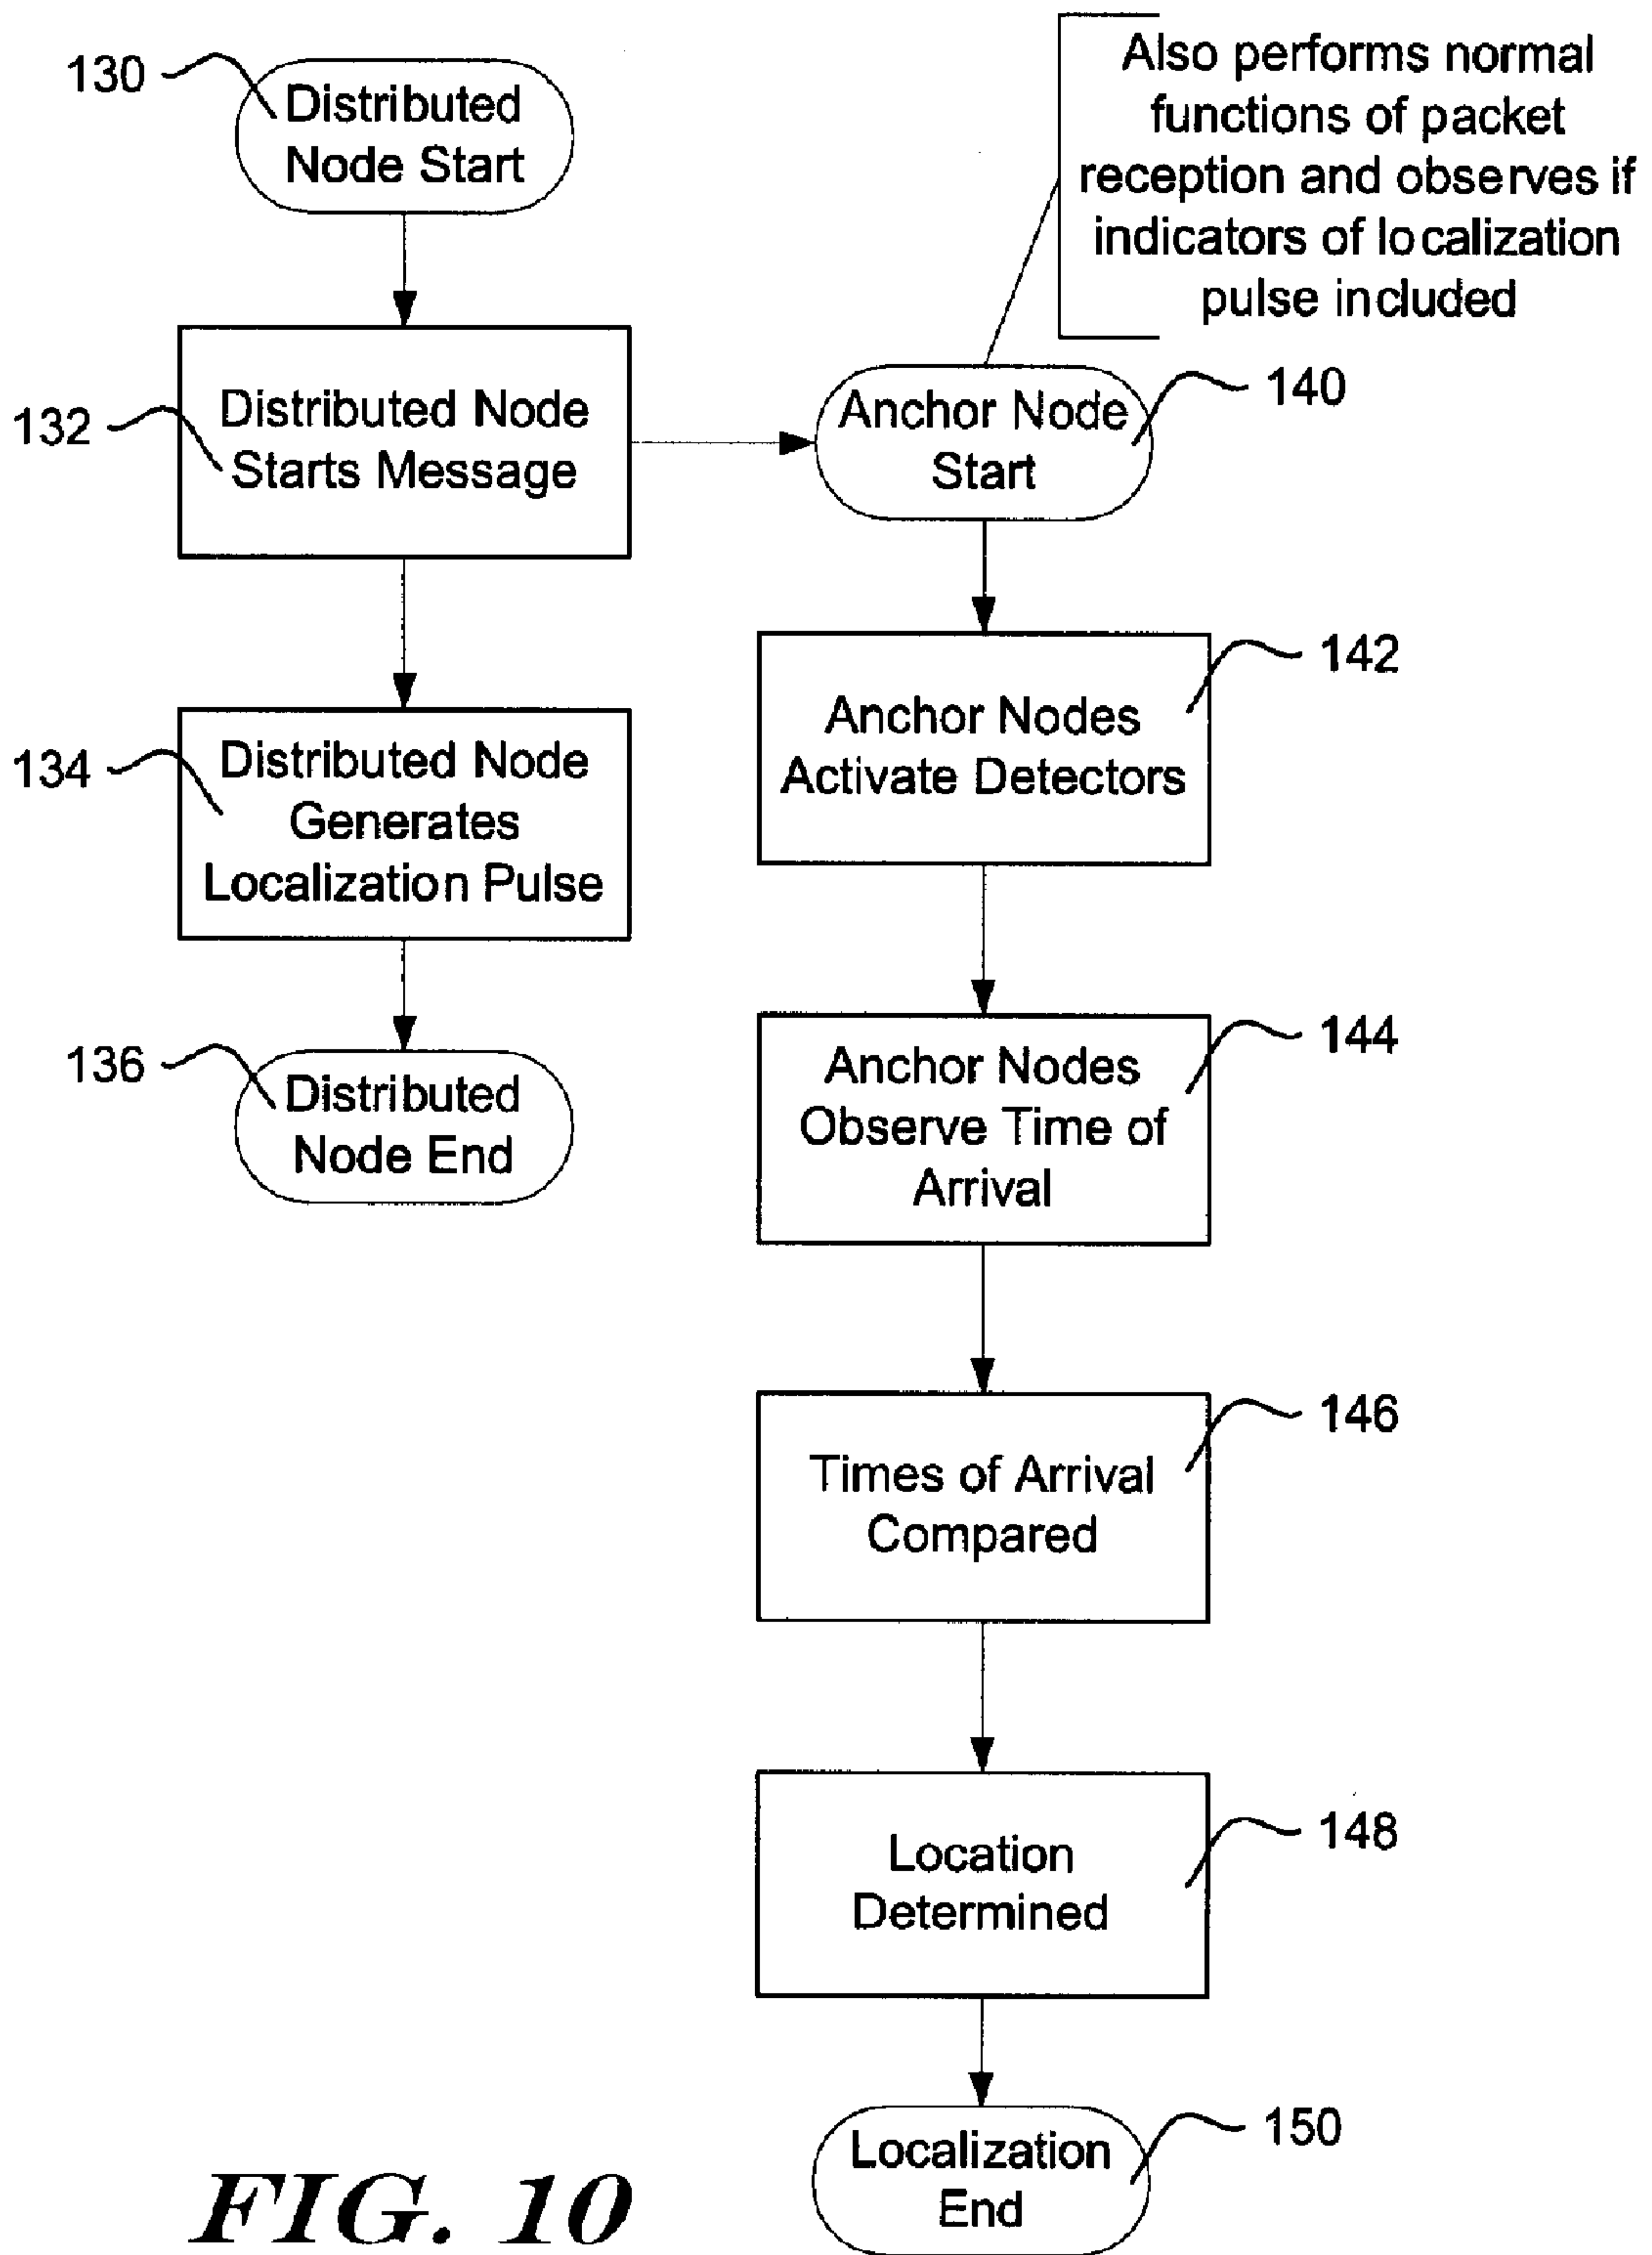 130
Distributed
Node Start
Also performs normal
functions of packet
reception and observes if
indicators of localization
pulse included
132
Distributed Node
Starts Message
Anchor Node
Start
140
134
Distributed Node
Generates
Localization Pulse
142
Anchor Nodes
Activate Detectors
136
Distributed
Node End
144
Anchor Nodes
Observe Time of
Arrival
146
Times of Arrival
Compared
148
Location
Determined
150
Localization
End
FIG. 10